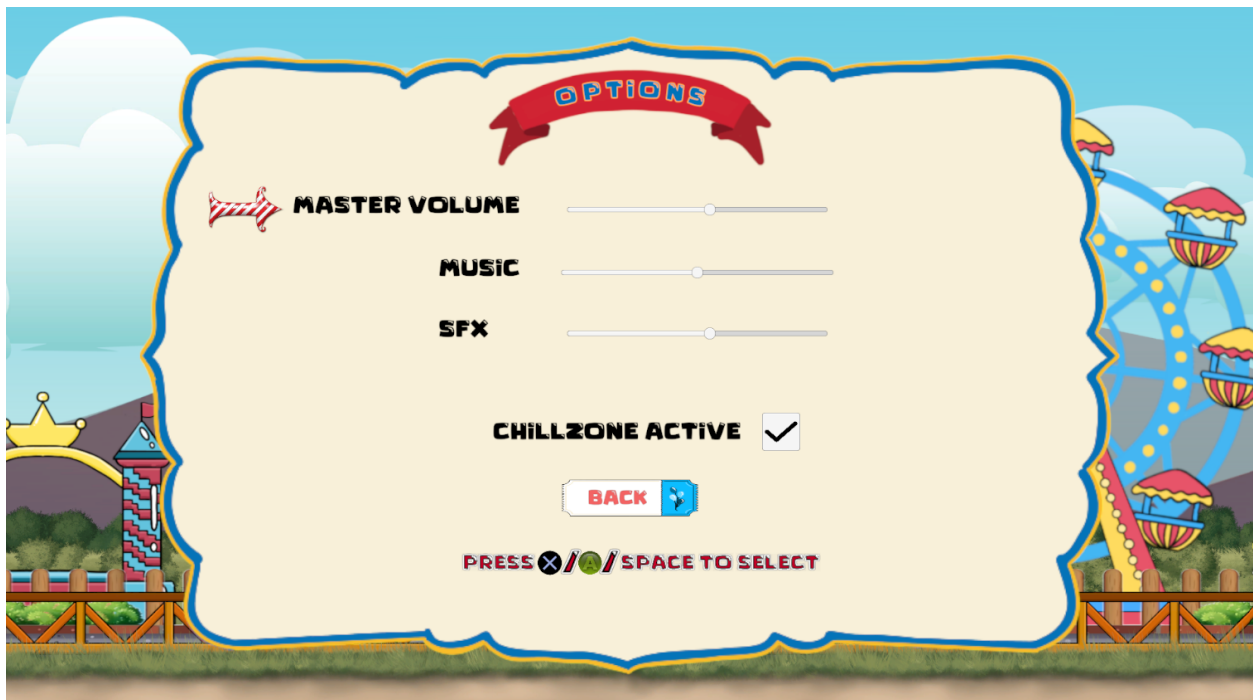 OPTiONS
MASTER VOLUME
MUSiC
SFX
CHiLLZONE ACTiVE
BACK
PRESS X/A/SPACE TO SELECT